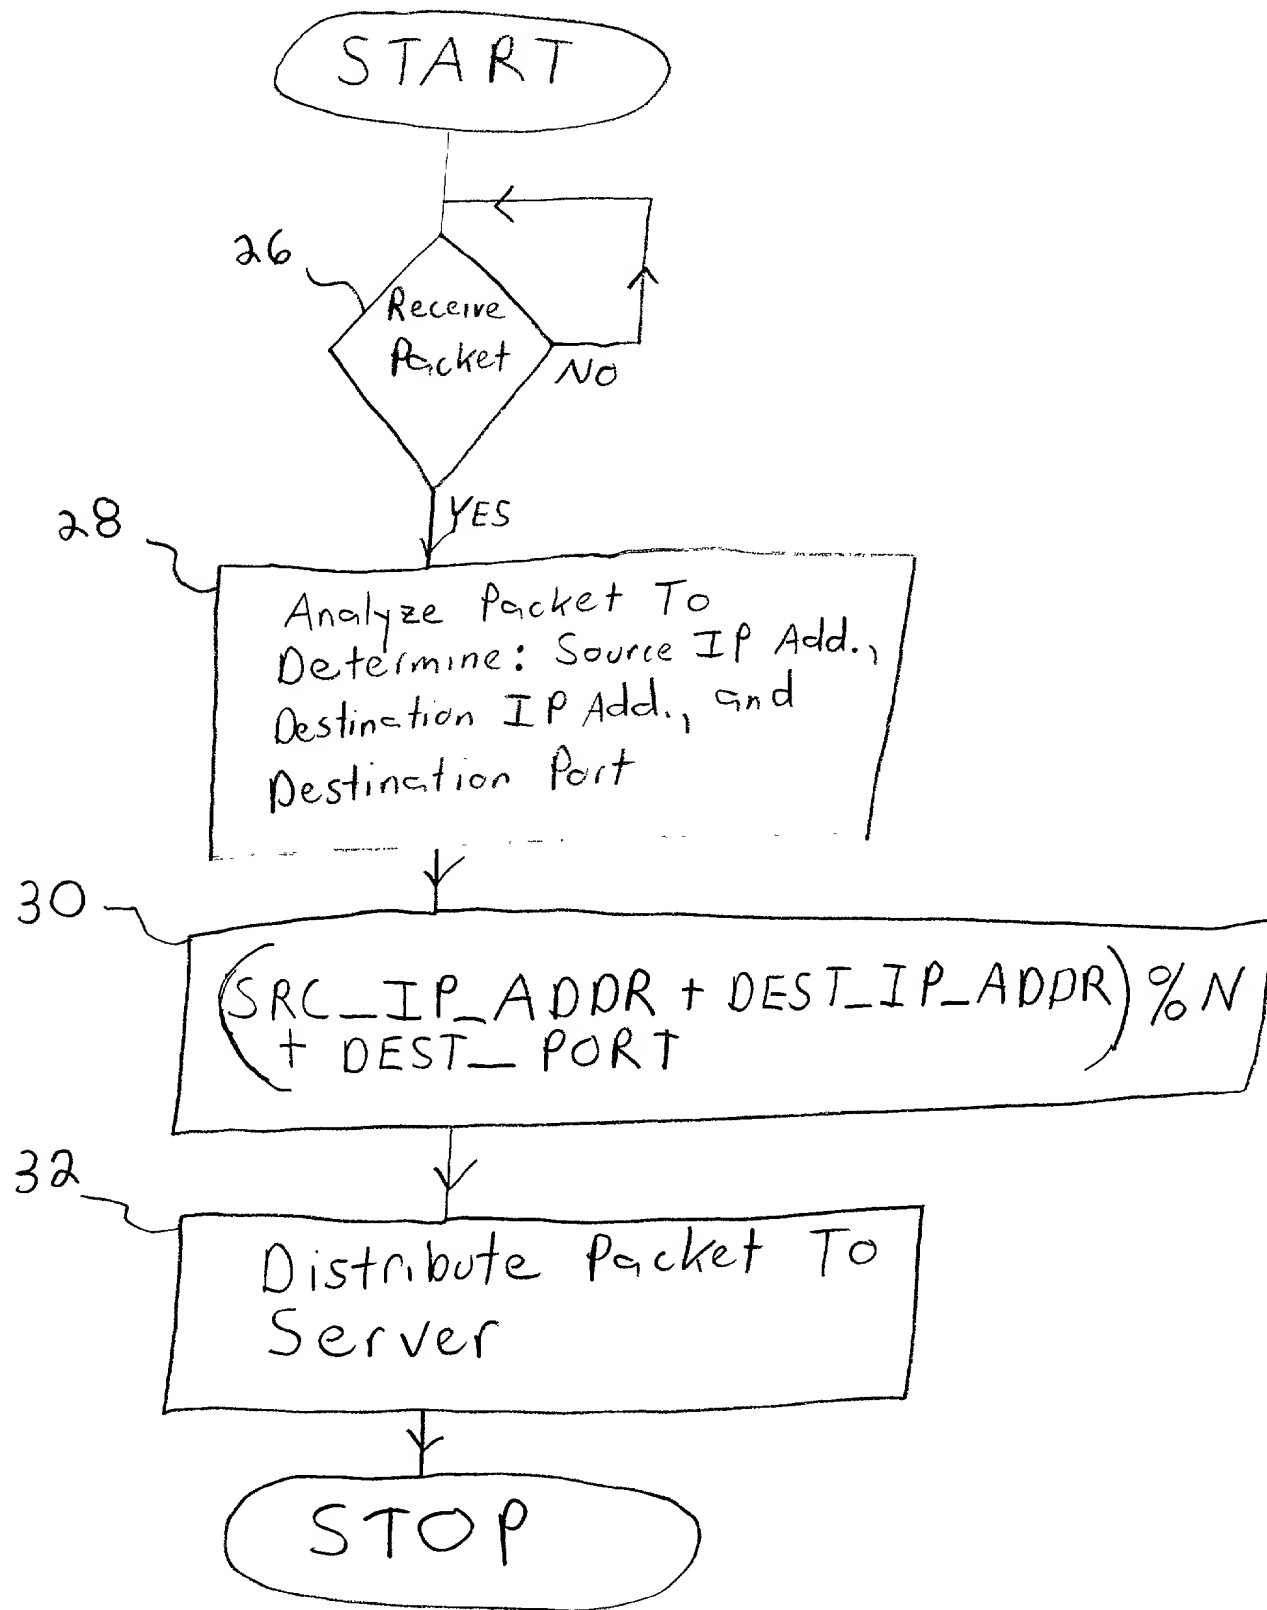 START
26
Receive
Packet
NO
YES
28
Analyze Packet To
Determine: Source IP Add.,
Destination IP Add., and
Destination Port
30
(SRC_IP_ADDR + DEST_IP_ADDR) % N
+ DEST_PORT
32
Distribute Packet To
Server
STOP